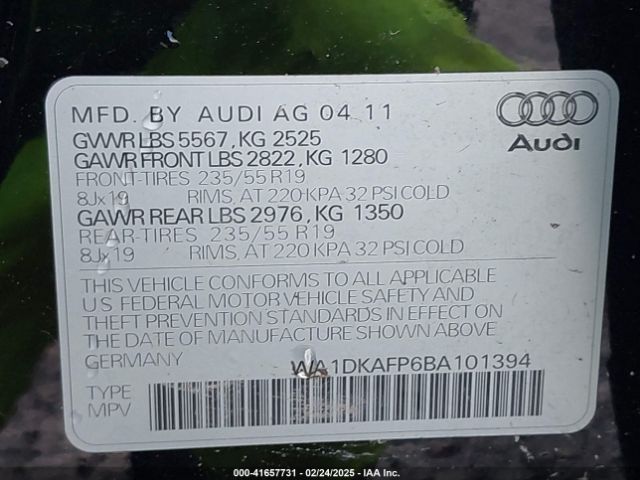 MFD. BY AUDI AG 04 11
GVWR LBS 5567, KG 2525
GAWR FRONT LBS 2822, KG 1280
FRONT-TIRES 235/55 R19
8Jx19 RIMS, AT 220 KPA 32 PSI COLD
GAWR REAR LBS 2976, KG 1350
REAR-TIRES 235/55 R19
8Jx19 RIMS, AT 220 KPA 32 PSI COLD
Audi
THIS VEHICLE CONFORMS TO ALL APPLICABLE
US FEDERAL MOTOR VEHICLE SAFETY AND
THEFT PREVENTION STANDARDS IN EFFECT ON
THE DATE OF MANUFACTURE SHOWN ABOVE
GERMANY WA1DKAFP6BA101394
TYPE
MPV
000-41657731 - 02/24/2025 - IAA Inc.